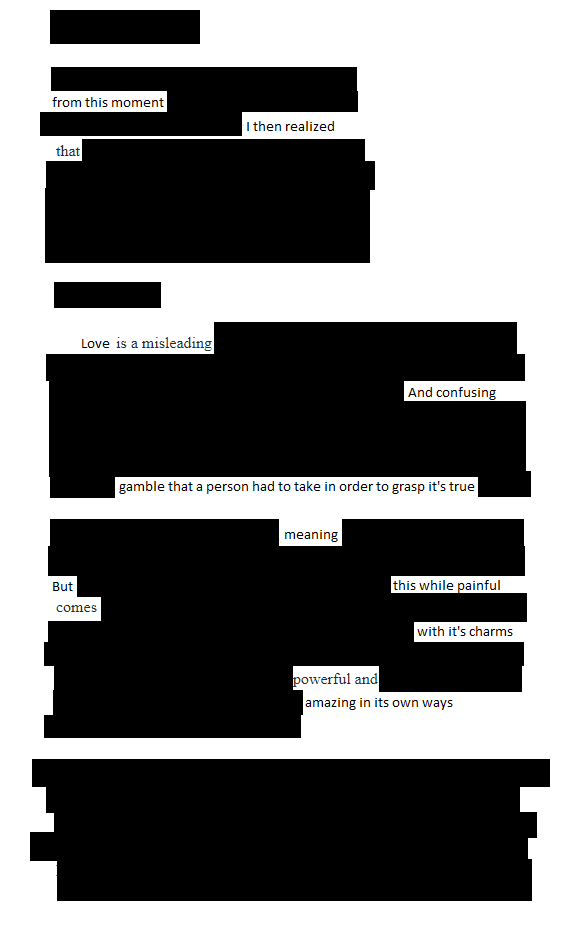 from this moment
I then realized
that
Love is a misleading
And confusing
gamble that a person had to take in order to grasp it's true
meaning
But this while painful
comes
with it's charms
powerful and
amazing in its own ways